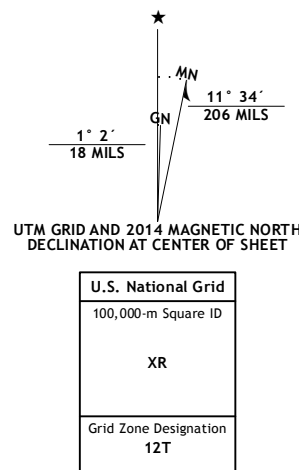 ★
MN
GN
11° 34´
206 MILS
1° 2´
18 MILS
UTM GRID AND 2014 MAGNETIC NORTH
DECLINATION AT CENTER OF SHEET
U.S. National Grid
100,000-m Square ID
XR
Grid Zone Designation
12T